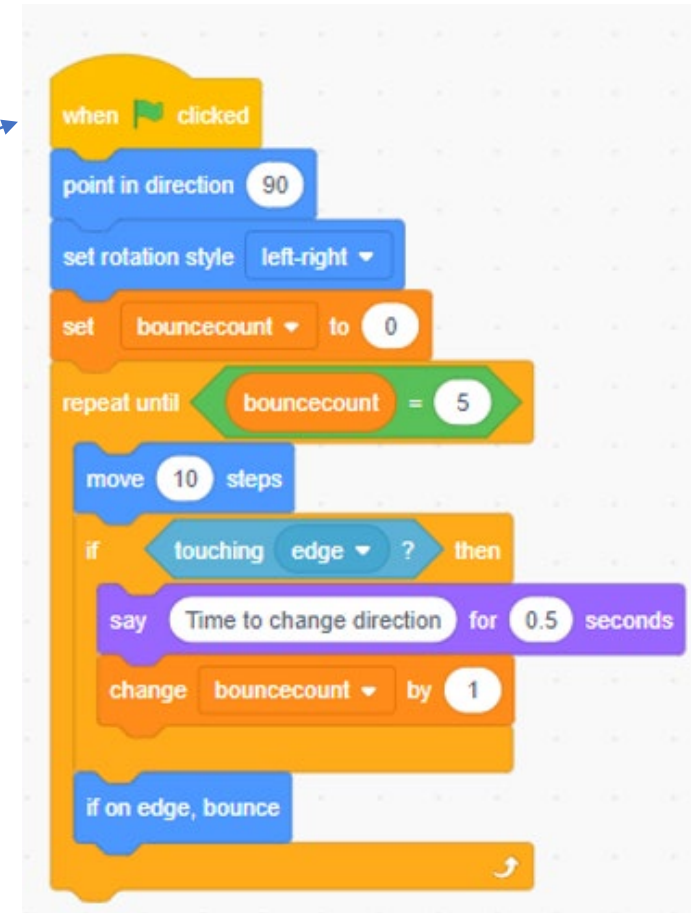 when clicked
point in direction 90
set rotation style left-right
set bouncecount to 0
repeat until bouncecount = 5
move 10 steps
if touching edge ? then
say Time to change direction for 0.5 seconds
change bouncecount by 1
if on edge, bounce